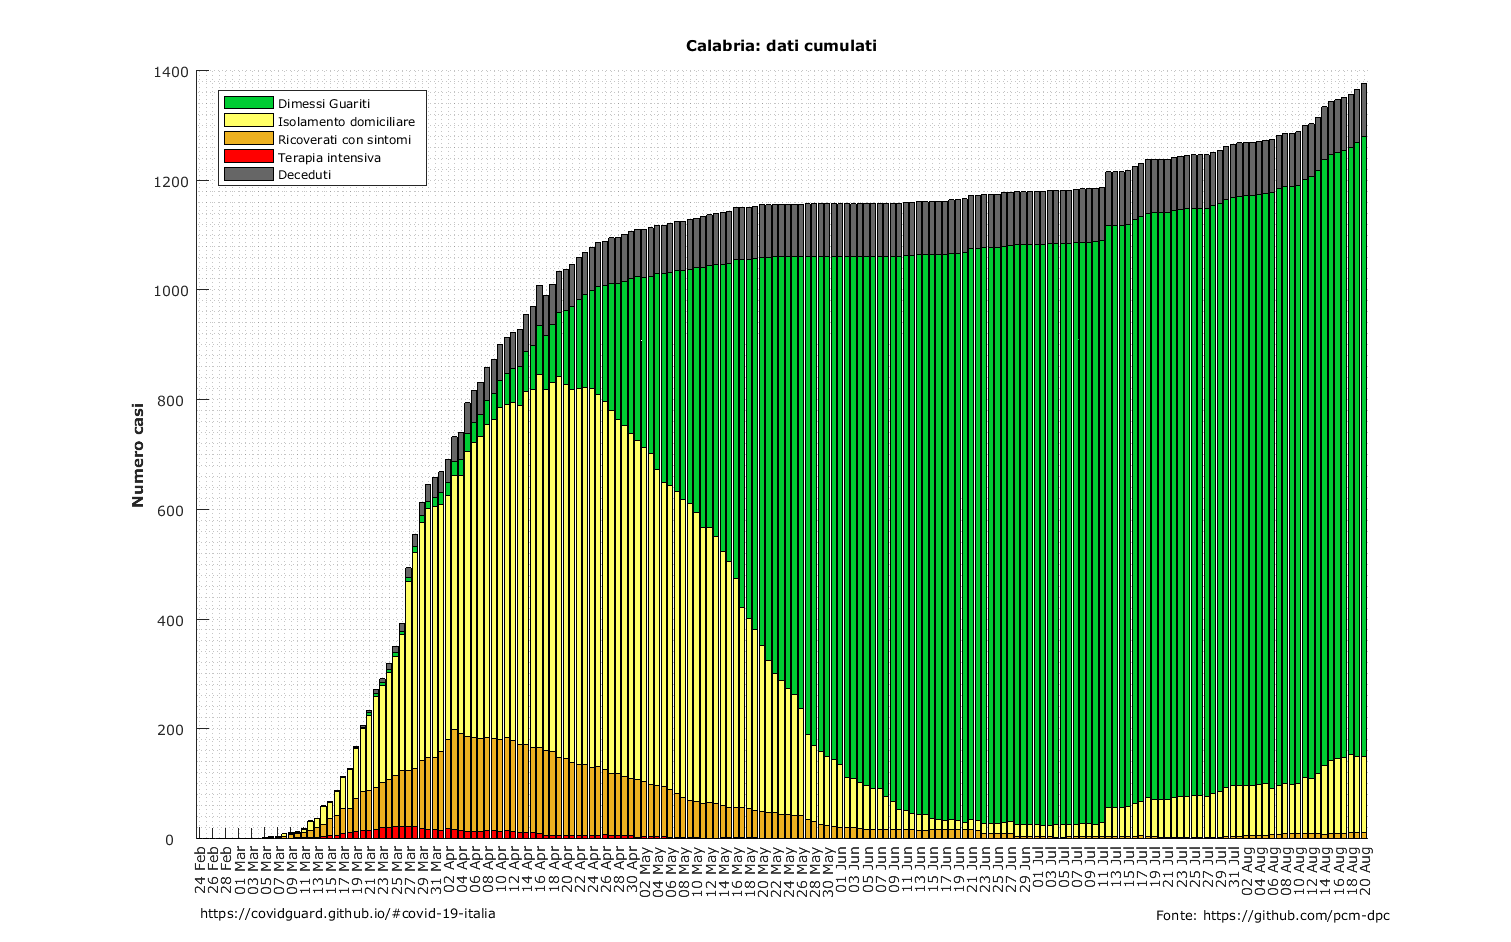 Calabria: dati cumulati
Numero casi
1400
1200
1000
800
600
400
200
0
Dimessi Guariti
Isolamento domiciliare
Ricoverati con sintomi
Terapia intensiva
Deceduti
24 Feb
26 Feb
28 Feb
01 Mar
03 Mar
05 Mar
07 Mar
09 Mar
11 Mar
13 Mar
15 Mar
17 Mar
19 Mar
21 Mar
23 Mar
25 Mar
27 Mar
29 Mar
31 Mar
02 Apr
04 Apr
06 Apr
08 Apr
10 Apr
12 Apr
14 Apr
16 Apr
18 Apr
20 Apr
22 Apr
24 Apr
26 Apr
28 Apr
30 Apr
02 May
04 May
06 May
08 May
10 May
12 May
14 May
16 May
18 May
20 May
22 May
24 May
26 May
28 May
30 May
01 Jun
03 Jun
05 Jun
07 Jun
09 Jun
11 Jun
13 Jun
15 Jun
17 Jun
19 Jun
21 Jun
23 Jun
25 Jun
27 Jun
29 Jun
01 Jul
03 Jul
05 Jul
07 Jul
09 Jul
11 Jul
13 Jul
15 Jul
17 Jul
19 Jul
21 Jul
23 Jul
25 Jul
27 Jul
29 Jul
31 Jul
02 Aug
04 Aug
06 Aug
08 Aug
10 Aug
12 Aug
14 Aug
16 Aug
18 Aug
20 Aug
https://covidguard.github.io/#covid-19-italia
Fonte: https://github.com/pcm-dpc